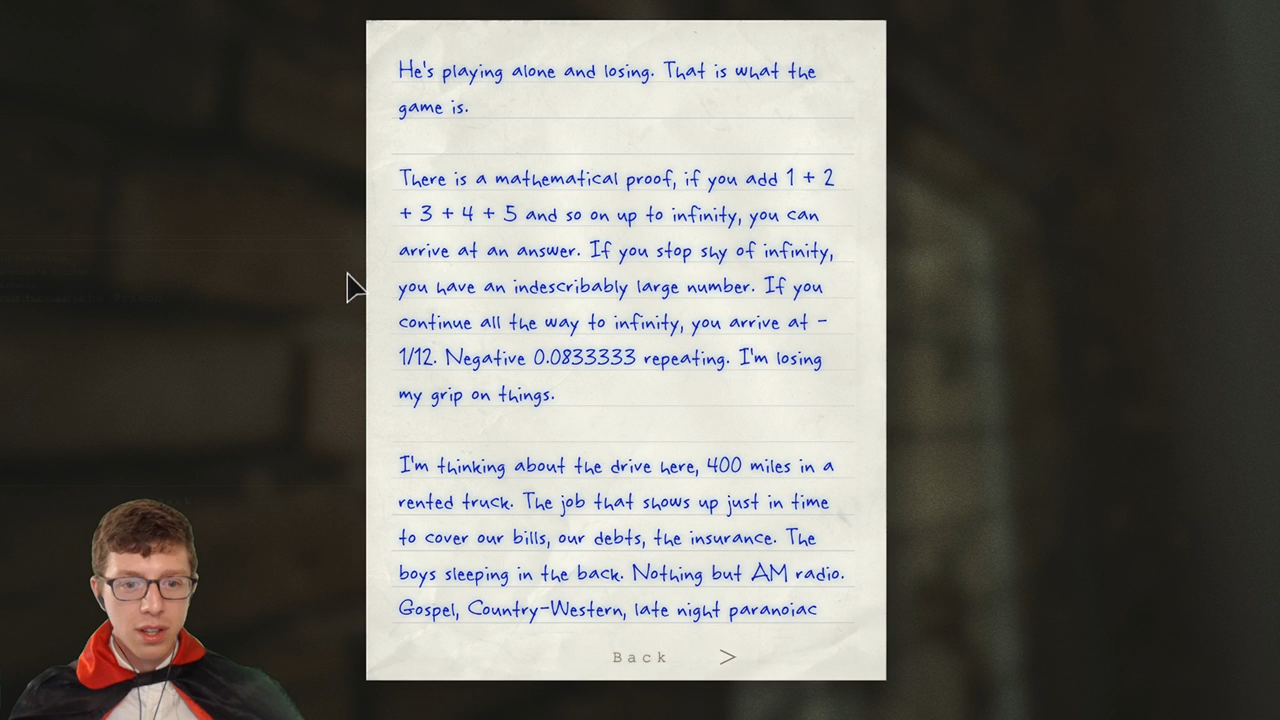 He's playing alone and losing. That is what the
game is.
There is a mathematical proof, if you add 1 + 2
+ 3 + 4 + 5 and so on up to infinity, you can
arrive at an answer. If you stop shy of infinity,
you have an indescribably large number. If you
continue all the way to infinity, you arrive at -
1/12. Negative 0.0833333 repeating. I'm losing
my grip on things.
I'm thinking about the drive here, 400 miles in a
rented truck. The job that shows up just in time
to cover our bills, our debts, the insurance. The
boys sleeping in the back. Nothing but AM radio.
Gospel, Country-Western, late night paranoiac
Back >